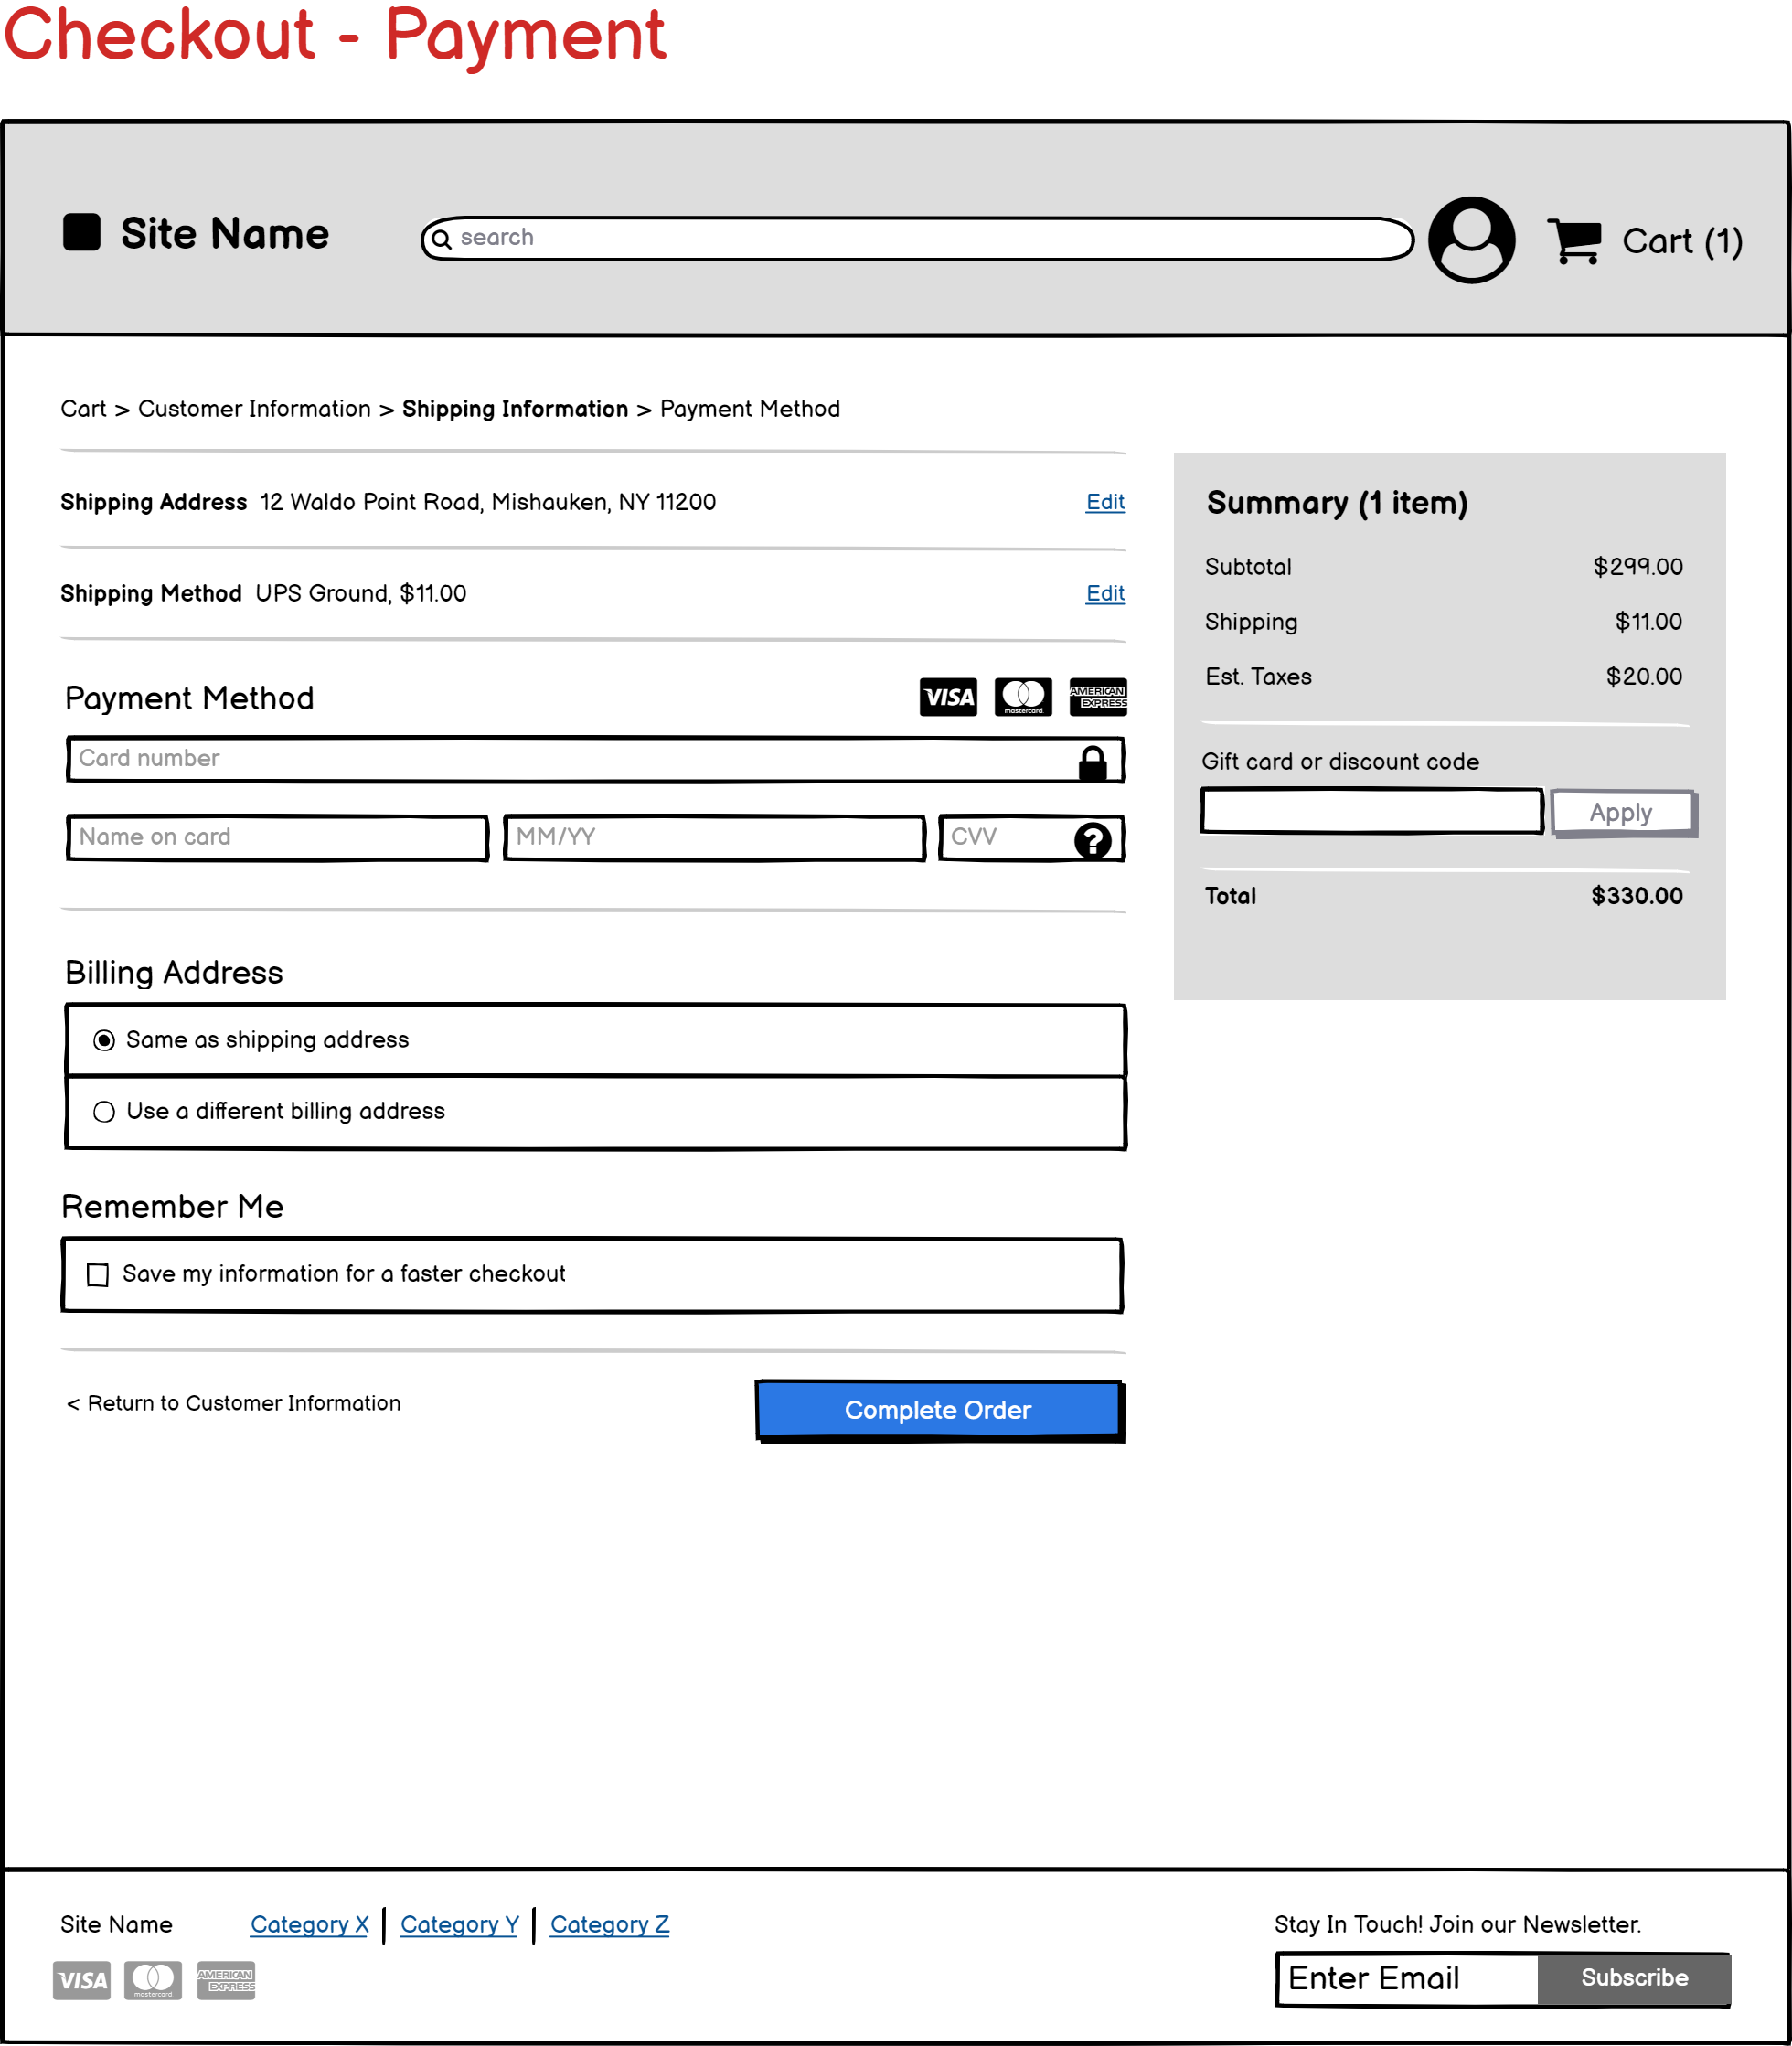 Checkout - Payment
Site Name
search
Cart (1)
Cart > Customer Information > Shipping Information > Payment Method
Shipping Address 12 Waldo Point Road, Mishauken, NY 11200 Edit
Shipping Method UPS Ground, $11.00 Edit
Payment Method
VISA
mastercard
AMERICAN
EXPRESS
Card number
Name on card
MM/YY
CVV
?
Billing Address
Same as shipping address
Use a different billing address
Remember Me
Save my information for a faster checkout
< Return to Customer Information
Complete Order
Summary (1 item)
Subtotal $299.00
Shipping $11.00
Est. Taxes $20.00
Gift card or discount code
Apply
Total $330.00
Site Name
Category X | Category Y | Category Z
VISA
mastercard
AMERICAN
EXPRESS
Stay In Touch! Join our Newsletter.
Enter Email
Subscribe